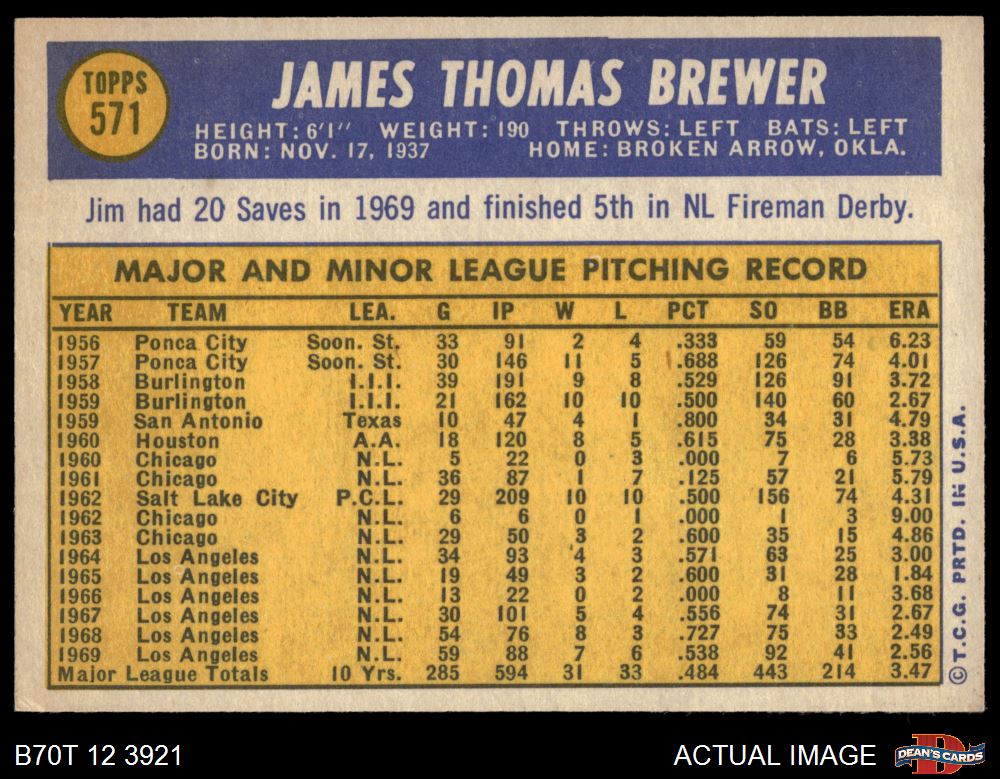 TOPPS
571
JAMES THOMAS BREWER
HEIGHT: 6'1" WEIGHT: 190 THROWS: LEFT BATS: LEFT
BORN: NOV. 17, 1937 HOME: BROKEN ARROW, OKLA.
Jim had 20 Saves in 1969 and finished 5th in NL Fireman Derby.
MAJOR AND MINOR LEAGUE PITCHING RECORD
YEAR TEAM LEA. G IP W L PCT SO BB ERA
1956 Ponca City Soon. St. 33 91 2 4 .333 59 54 6.23
1957 Ponca City Soon. St. 30 146 11 5 .688 126 74 4.01
1958 Burlington I.I.I. 39 191 9 8 .529 126 91 3.72
1959 Burlington I.I.I. 21 162 10 10 .500 140 60 2.67
1959 San Antonio Texas 10 47 4 1 .800 34 31 4.79
1960 Houston A.A. 18 120 8 5 .615 75 28 3.38
1960 Chicago N.L. 5 22 0 3 .000 7 6 5.73
1961 Chicago N.L. 36 87 1 7 .125 57 21 5.79
1962 Salt Lake City P.C.L. 29 209 10 10 .500 156 74 4.31
1962 Chicago N.L. 6 6 0 1 .000 1 3 9.00
1963 Chicago N.L. 29 50 3 2 .600 35 15 4.86
1964 Los Angeles N.L. 34 93 4 3 .571 63 25 3.00
1965 Los Angeles N.L. 19 49 3 2 .600 31 28 1.84
1966 Los Angeles N.L. 13 22 0 2 .000 8 11 3.68
1967 Los Angeles N.L. 30 101 5 4 .556 74 31 2.67
1968 Los Angeles N.L. 54 76 8 3 .727 75 33 2.49
1969 Los Angeles N.L. 59 88 7 6 .538 92 41 2.56
Major League Totals 10 Yrs. 285 594 31 33 .484 443 214 3.47
© T.C.G. PRTD. IN U.S.A.
B70T 12 3921 ACTUAL IMAGE
DEAN'S CARDS